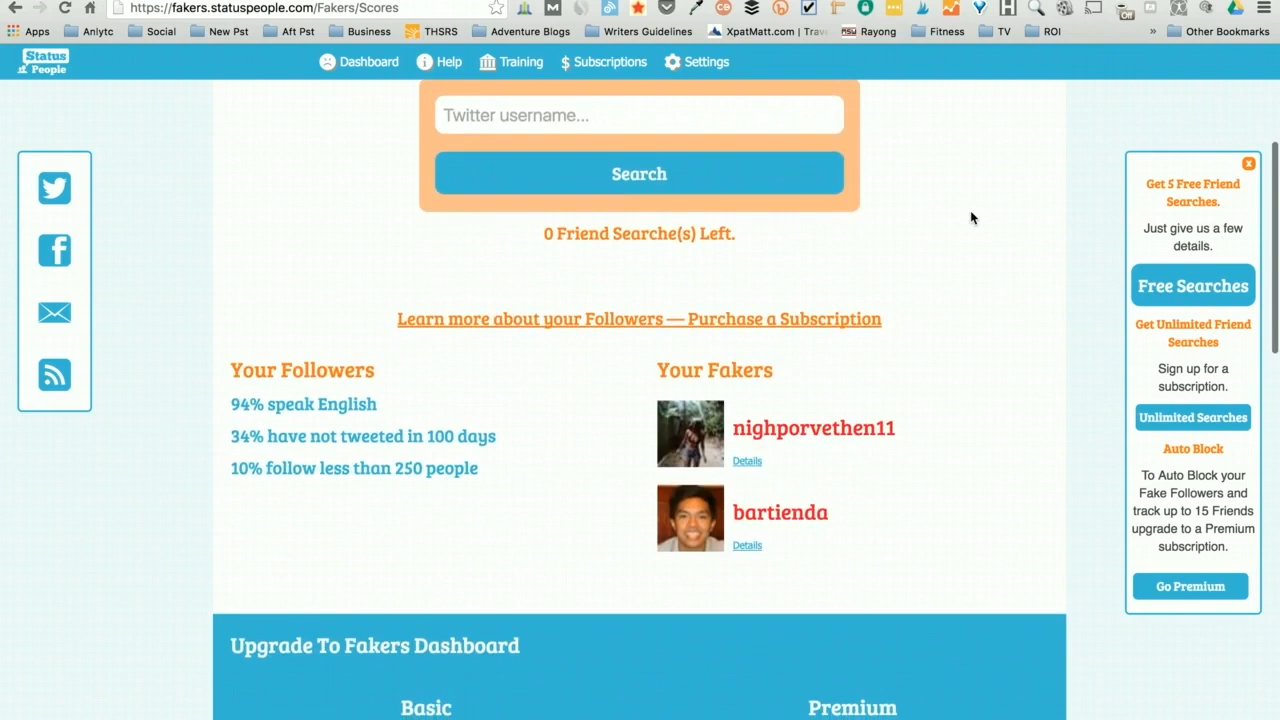 https://fakers.statuspeople.com/Fakers/Scores
Off
Apps Anlytc Social New Pst Aft Pst Business THSRS Adventure Blogs Writers Guidelines XpatMatt.com | Trav Rayong Fitness TV ROI » Other Bookmarks
Status People
Dashboard Help Training $ Subscriptions Settings
Twitter username...
Search
0 Friend Searche(s) Left.
Learn more about your Followers — Purchase a Subscription
Your Followers
94% speak English
34% have not tweeted in 100 days
10% follow less than 250 people
Your Fakers
nighporvethen11
Details
bartienda
Details
x
Get 5 Free Friend
Searches.
Just give us a few
details.
Free Searches
Get Unlimited Friend
Searches
Sign up for a
subscription.
Unlimited Searches
Auto Block
To Auto Block your
Fake Followers and
track up to 15 Friends
upgrade to a Premium
subscription.
Go Premium
Upgrade To Fakers Dashboard
Basic Premium